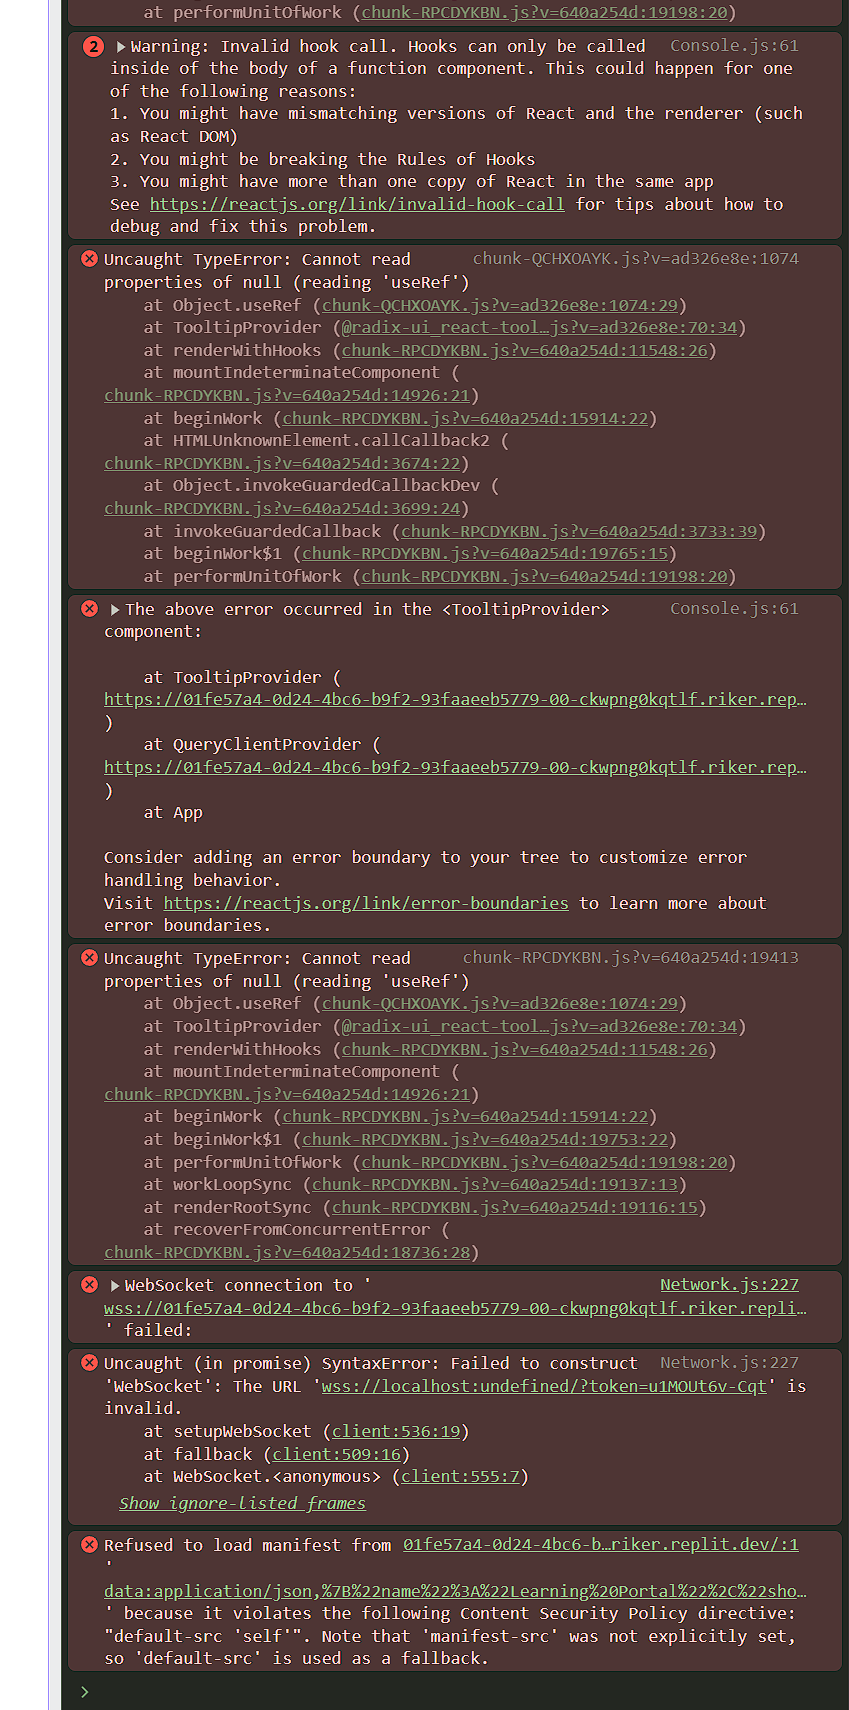 at performUnitOfWork (chunk-RPCDYKBN.js?v=640a254d:19198:20)
2 Warning: Invalid hook call. Hooks can only be called Console.js:61
inside of the body of a function component. This could happen for one
of the following reasons:
1. You might have mismatching versions of React and the renderer (such
as React DOM)
2. You might be breaking the Rules of Hooks
3. You might have more than one copy of React in the same app
See https://reactjs.org/link/invalid-hook-call for tips about how to
debug and fix this problem.
Uncaught TypeError: Cannot read chunk-QCHXOAYK.js?v=ad326e8e:1074
properties of null (reading 'useRef')
at Object.useRef (chunk-QCHXOAYK.js?v=ad326e8e:1074:29)
at TooltipProvider (@radix-ui_react-tool…js?v=ad326e8e:70:34)
at renderWithHooks (chunk-RPCDYKBN.js?v=640a254d:11548:26)
at mountIndeterminateComponent (
chunk-RPCDYKBN.js?v=640a254d:14926:21)
at beginWork (chunk-RPCDYKBN.js?v=640a254d:15914:22)
at HTMLUnknownElement.callCallback2 (
chunk-RPCDYKBN.js?v=640a254d:3674:22)
at Object.invokeGuardedCallbackDev (
chunk-RPCDYKBN.js?v=640a254d:3699:24)
at invokeGuardedCallback (chunk-RPCDYKBN.js?v=640a254d:3733:39)
at beginWork$1 (chunk-RPCDYKBN.js?v=640a254d:19765:15)
at performUnitOfWork (chunk-RPCDYKBN.js?v=640a254d:19198:20)
The above error occurred in the <TooltipProvider> Console.js:61
component:
at TooltipProvider (
https://01fe57a4-0d24-4bc6-b9f2-93faaeeb5779-00-ckwpng0kqtlf.riker.rep…
)
at QueryClientProvider (
https://01fe57a4-0d24-4bc6-b9f2-93faaeeb5779-00-ckwpng0kqtlf.riker.rep…
)
at App
Consider adding an error boundary to your tree to customize error
handling behavior.
Visit https://reactjs.org/link/error-boundaries to learn more about
error boundaries.
Uncaught TypeError: Cannot read chunk-RPCDYKBN.js?v=640a254d:19413
properties of null (reading 'useRef')
at Object.useRef (chunk-QCHXOAYK.js?v=ad326e8e:1074:29)
at TooltipProvider (@radix-ui_react-tool…js?v=ad326e8e:70:34)
at renderWithHooks (chunk-RPCDYKBN.js?v=640a254d:11548:26)
at mountIndeterminateComponent (
chunk-RPCDYKBN.js?v=640a254d:14926:21)
at beginWork (chunk-RPCDYKBN.js?v=640a254d:15914:22)
at beginWork$1 (chunk-RPCDYKBN.js?v=640a254d:19753:22)
at performUnitOfWork (chunk-RPCDYKBN.js?v=640a254d:19198:20)
at workLoopSync (chunk-RPCDYKBN.js?v=640a254d:19137:13)
at renderRootSync (chunk-RPCDYKBN.js?v=640a254d:19116:15)
at recoverFromConcurrentError (
chunk-RPCDYKBN.js?v=640a254d:18736:28)
WebSocket connection to ' Network.js:227
wss://01fe57a4-0d24-4bc6-b9f2-93faaeeb5779-00-ckwpng0kqtlf.riker.repli…
' failed:
Uncaught (in promise) SyntaxError: Failed to construct Network.js:227
'WebSocket': The URL 'wss://localhost:undefined/?token=u1MOUt6v-Cqt' is
invalid.
at setupWebSocket (client:536:19)
at fallback (client:509:16)
at WebSocket.<anonymous> (client:555:7)
Show ignore-listed frames
Refused to load manifest from 01fe57a4-0d24-4bc6-b…riker.replit.dev/:1
'
data:application/json,%7B%22name%22%3A%22Learning%20Portal%22%2C%22sho…
' because it violates the following Content Security Policy directive:
"default-src 'self'". Note that 'manifest-src' was not explicitly set,
so 'default-src' is used as a fallback.